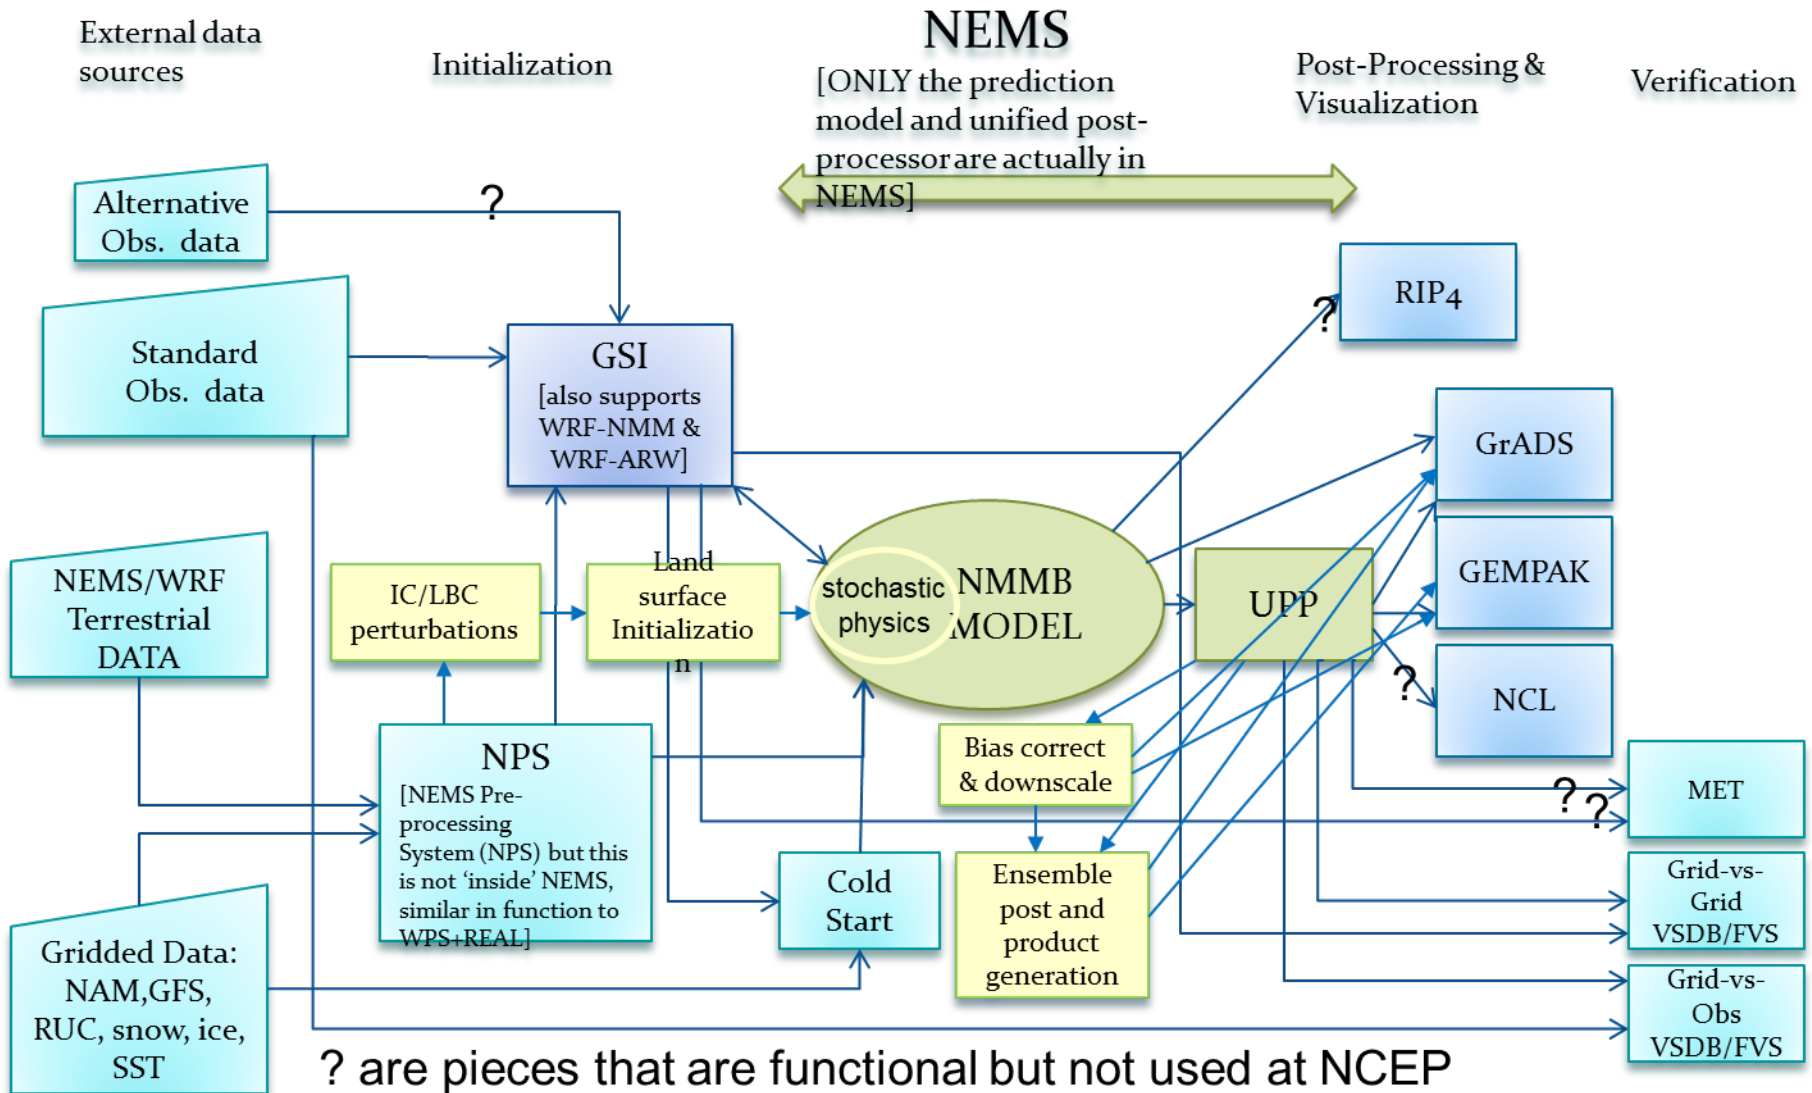 External data
sources
Initialization
NEMS
[ONLY the prediction
model and unified post-
processor are actually in
NEMS]
Post-Processing &
Visualization
Verification
Alternative
Obs. data
?
Standard
Obs. data
GSI
[also supports
WRF-NMM &
WRF-ARW]
RIP4
?
GrADS
NEMS/WRF
Terrestrial
DATA
IC/LBC
perturbations
Land
surface
Initializatio
n
stochastic
physics
NMMB
MODEL
UPP
GEMPAK
?
NCL
NPS
[NEMS Pre-
processing
System (NPS) but this
is not ‘inside’ NEMS,
similar in function to
WPS+REAL]
Bias correct
& downscale
?
?
MET
Cold
Start
Ensemble
post and
product
generation
Grid-vs-
Grid
VSDB/FVS
Gridded Data:
NAM,GFS,
RUC, snow, ice,
SST
Grid-vs-
Obs
VSDB/FVS
? are pieces that are functional but not used at NCEP